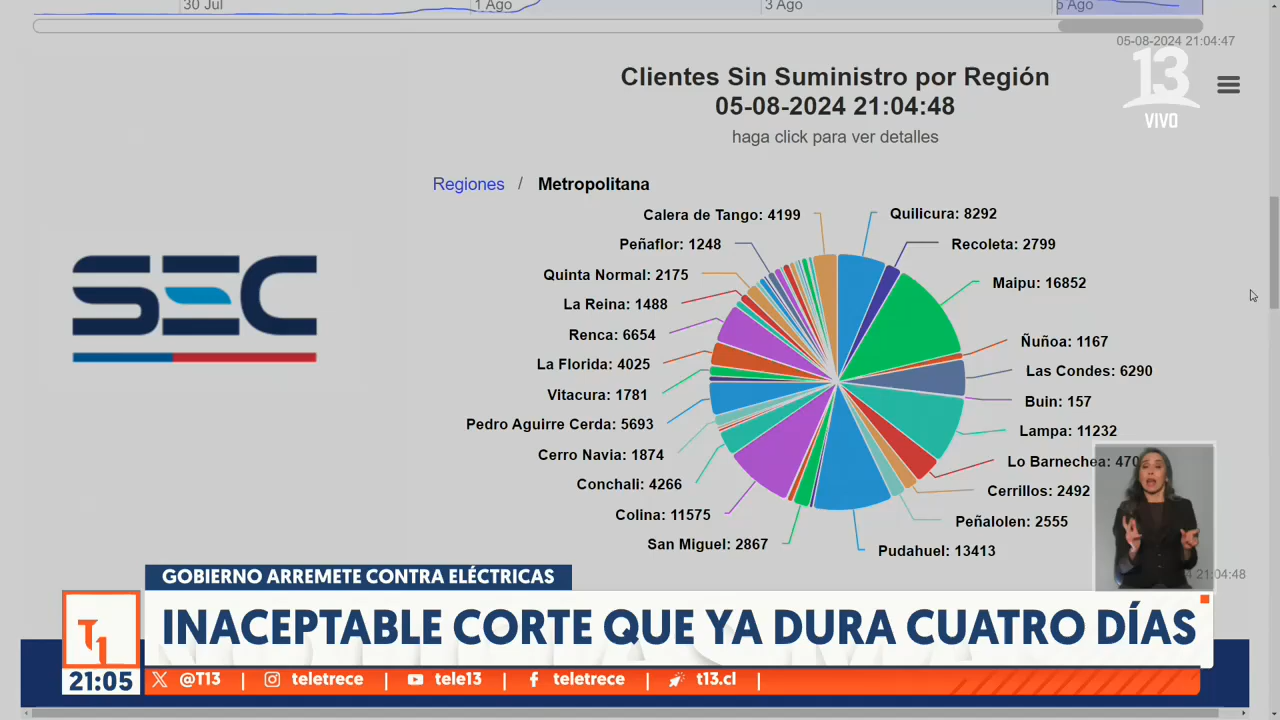 30 Jul
1 Ago
3 Ago
5 Ago
05-08-2024 21:04:47
Clientes Sin Suministro por Región
05-08-2024 21:04:48
haga click para ver detalles
13
VIVO
Regiones / Metropolitana
Calera de Tango: 4199
Quilicura: 8292
Peñaflor: 1248
Recoleta: 2799
Quinta Normal: 2175
Maipu: 16852
La Reina: 1488
Renca: 6654
Ñuñoa: 1167
La Florida: 4025
Las Condes: 6290
Vitacura: 1781
Buin: 157
Pedro Aguirre Cerda: 5693
Lampa: 11232
Cerro Navia: 1874
Lo Barnechea:
Conchali: 4266
Cerrillos: 2492
Colina: 11575
Peñalolen: 2555
San Miguel: 2867
Pudahuel: 13413
SEC
21:04:48
GOBIERNO ARREMETE CONTRA ELÉCTRICAS
INACEPTABLE CORTE QUE YA DURA CUATRO DÍAS
T1
21:05
@T13 | teletrece | tele13 | teletrece | t13.cl |